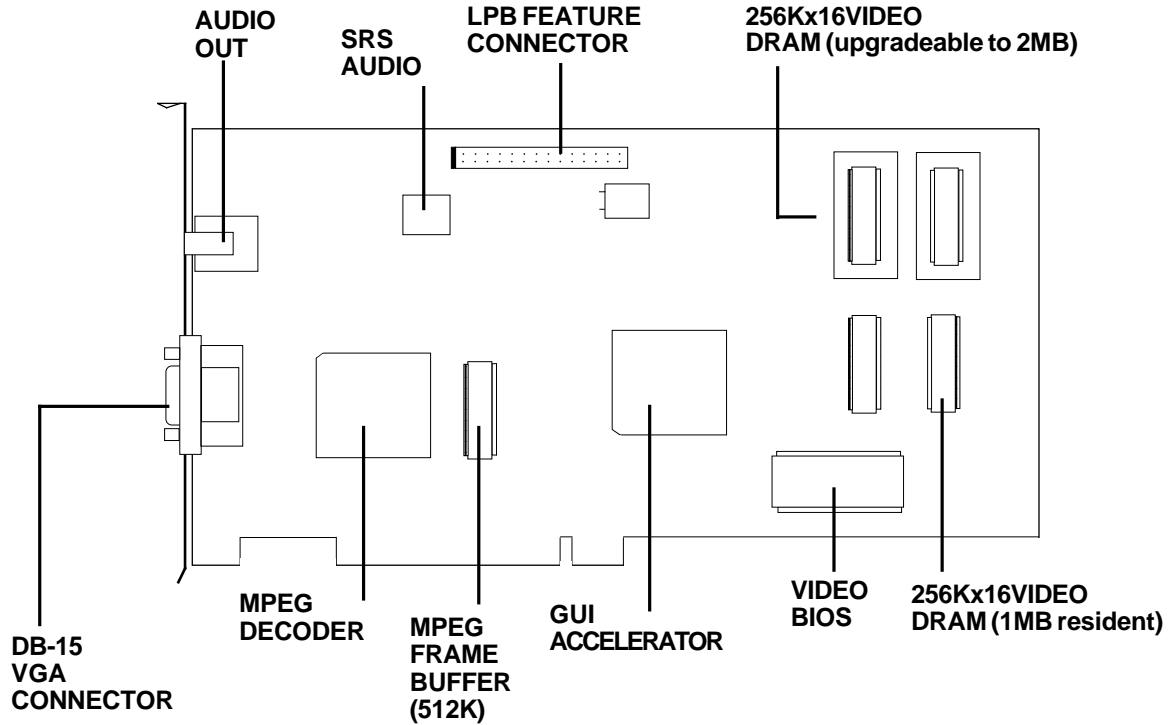 AUDIO
OUT
SRS
AUDIO
LPB FEATURE
CONNECTOR
256Kx16VIDEO
DRAM (upgradeable to 2MB)
DB-15
VGA
CONNECTOR
MPEG
DECODER
MPEG
FRAME
BUFFER
(512K)
GUI
ACCELERATOR
VIDEO
BIOS
256Kx16VIDEO
DRAM (1MB resident)